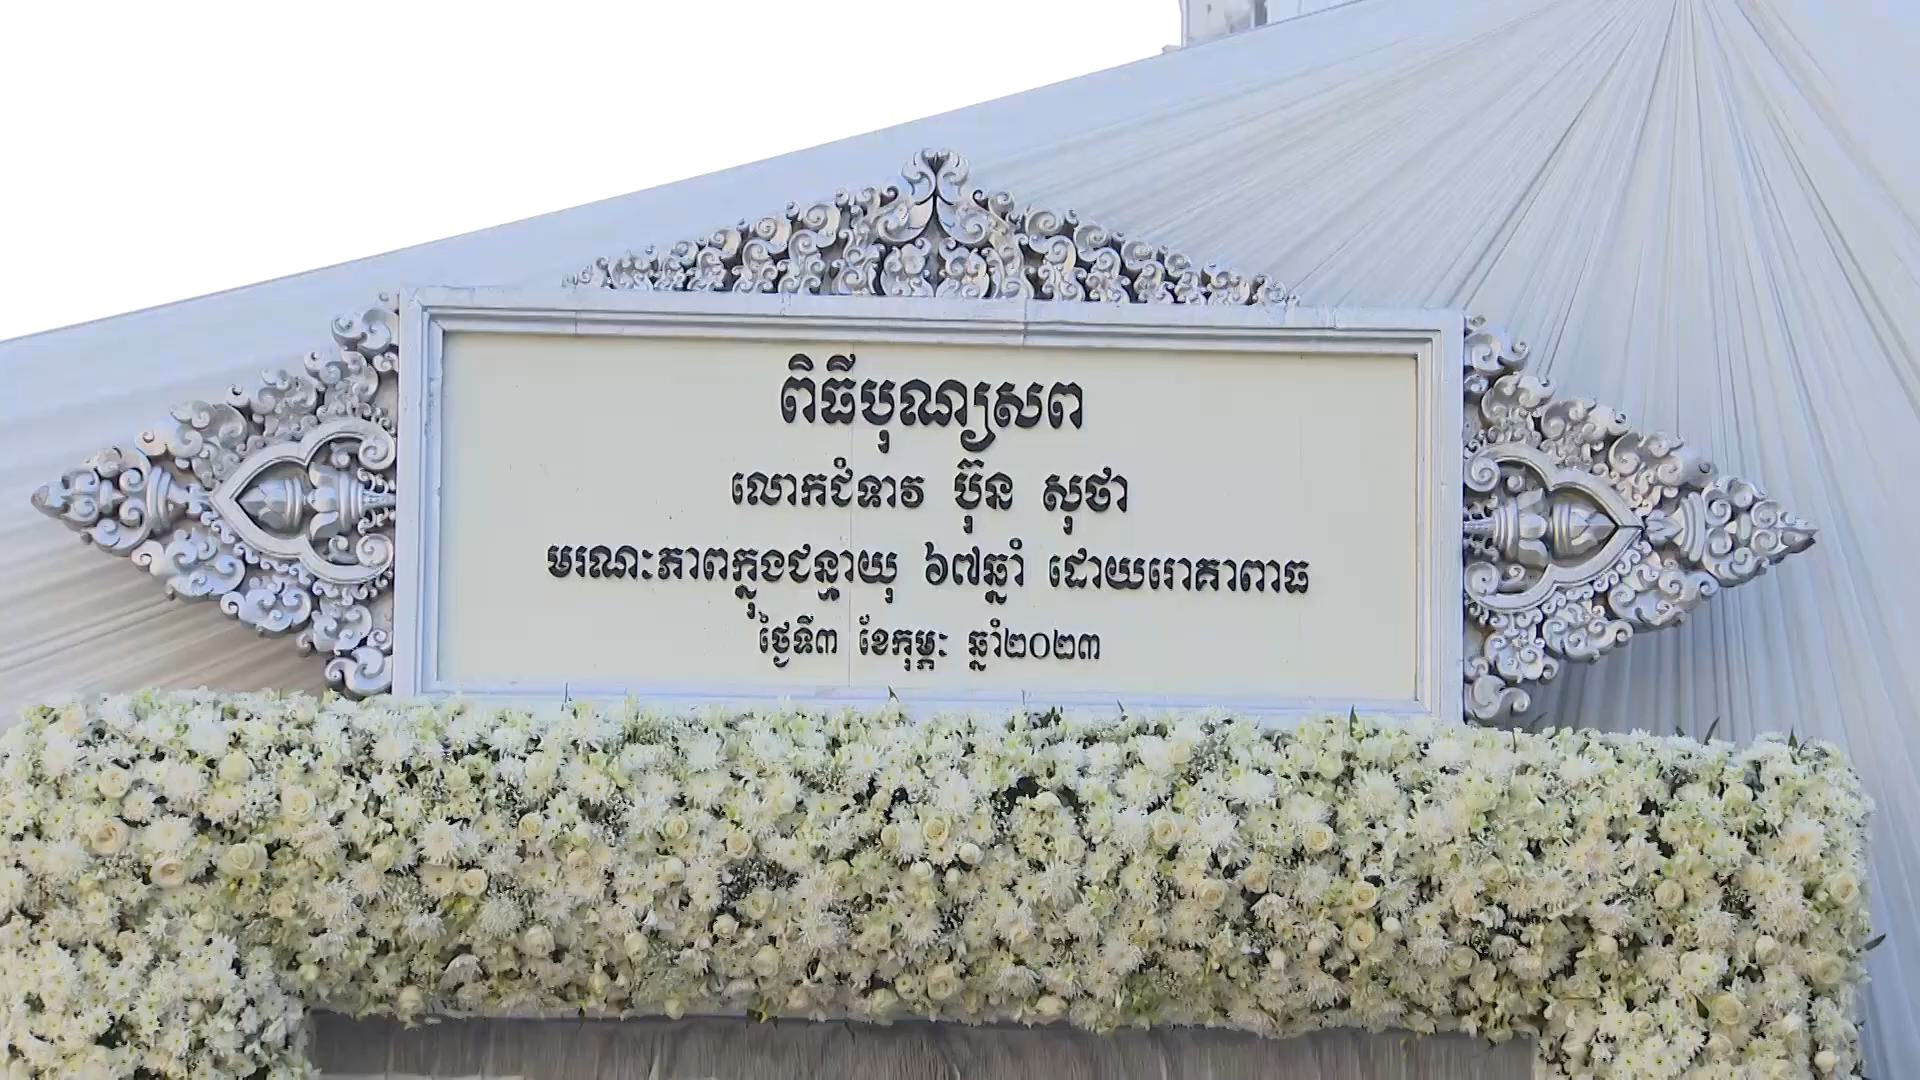 ពិធីបុណ្យសព
លោកជំទាវ ប៊ុន សុថា
មរណៈភាពក្នុងជន្មាយុ ៦៧ឆ្នាំ ដោយរោគាពាធ
ថ្ងៃទី៣ ខែកុម្ភៈ ឆ្នាំ២០២៣